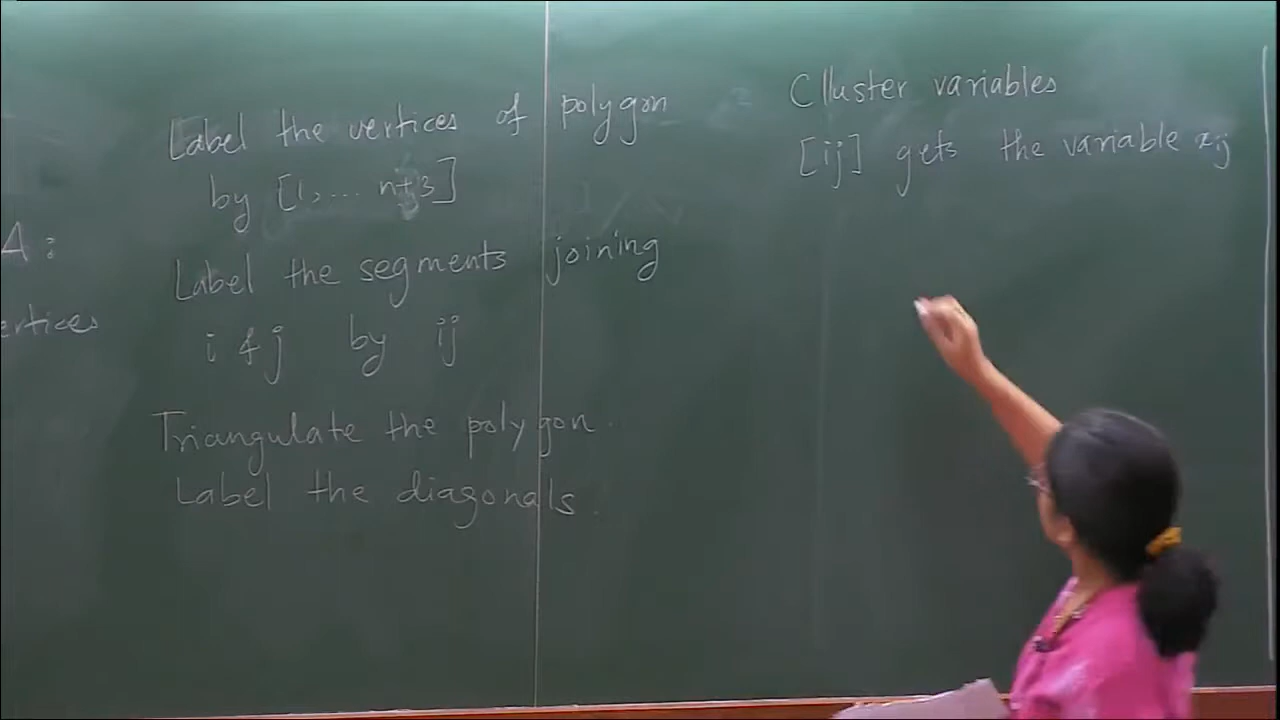 A:
ertices
Label the vertices of polygon
by [1, ... n+3]
Label the segments joining
i & j by ij
Triangulate the polygon.
Label the diagonals.
Clluster variables
[ij] gets the variable xij